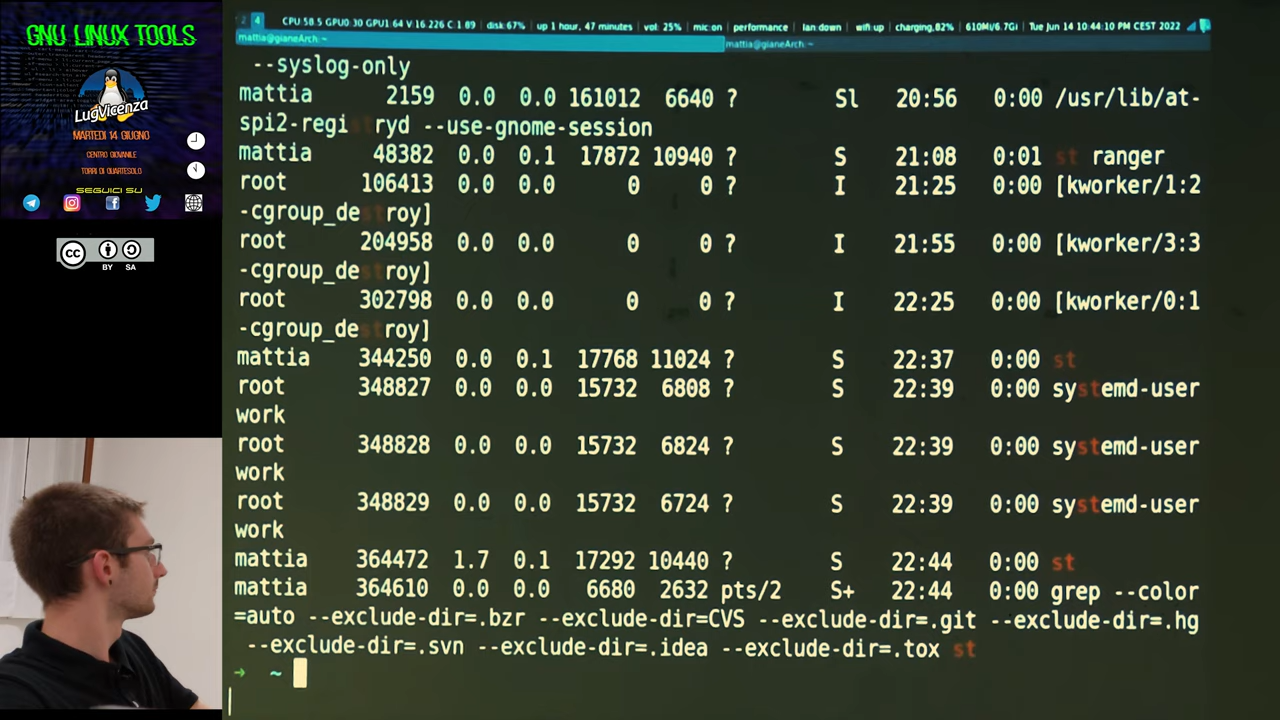 GNU LINUX TOOLS
LugVicenza
MARTEDI 14 GIUGNO
CENTRO GIOVANILE
TORRI DI QUARTESOLO
SEGUICI SU
CC BY SA
2 4 CPU 58.5 GPU0:30 GPU1:64 V:16.226 C:1.89 disk:67% up 1 hour, 47 minutes vol: 25% mic:on performance lan down wifi up charging,82% 610Mi/6.7Gi Tue Jun 14 10:44:10 PM CEST 2022
mattia@gianeArch:~ mattia@gianeArch:~
--syslog-only
mattia 2159 0.0 0.0 161012 6640 ? Sl 20:56 0:00 /usr/lib/at-
spi2-registryd --use-gnome-session
mattia 48382 0.0 0.1 17872 10940 ? S 21:08 0:01 st ranger
root 106413 0.0 0.0 0 0 ? I 21:25 0:00 [kworker/1:2
-cgroup_destroy]
root 204958 0.0 0.0 0 0 ? I 21:55 0:00 [kworker/3:3
-cgroup_destroy]
root 302798 0.0 0.0 0 0 ? I 22:25 0:00 [kworker/0:1
-cgroup_destroy]
mattia 344250 0.0 0.1 17768 11024 ? S 22:37 0:00 st
root 348827 0.0 0.0 15732 6808 ? S 22:39 0:00 systemd-user
work
root 348828 0.0 0.0 15732 6824 ? S 22:39 0:00 systemd-user
work
root 348829 0.0 0.0 15732 6724 ? S 22:39 0:00 systemd-user
work
mattia 364472 1.7 0.1 17292 10440 ? S 22:44 0:00 st
mattia 364610 0.0 0.0 6680 2632 pts/2 S+ 22:44 0:00 grep --color
=auto --exclude-dir=.bzr --exclude-dir=CVS --exclude-dir=.git --exclude-dir=.hg
--exclude-dir=.svn --exclude-dir=.idea --exclude-dir=.tox st
➜ ~